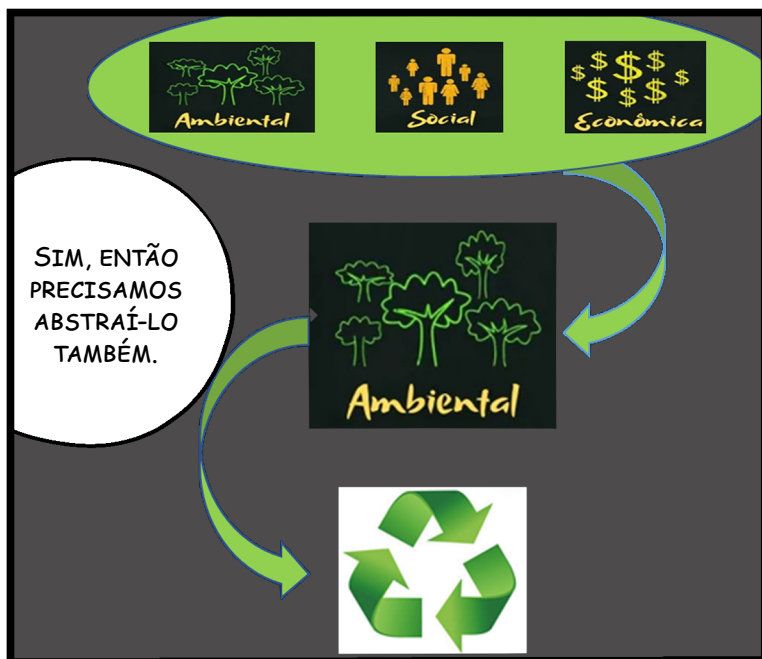 Ambiental
Social
Econômica
SIM, ENTÃO
PRECISAMOS
ABSTRAÍ-LO
TAMBÉM.
Ambiental